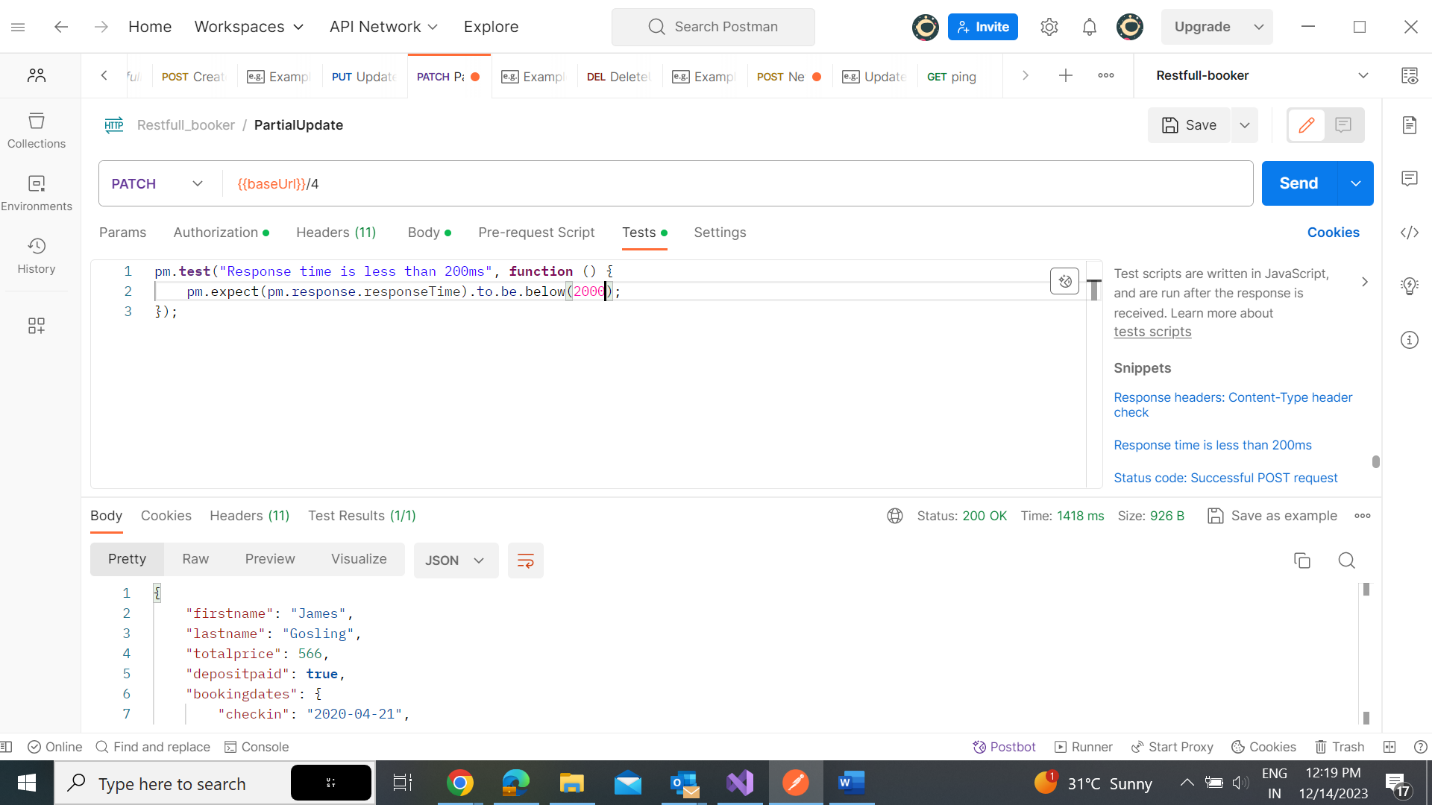 Home Workspaces API Network Explore Search Postman Invite Upgrade
POST Creat e.g. Exampl PUT Update PATCH Pa e.g. Exampl DEL Delete e.g. Exampl POST Ne e.g. Update GET ping Restfull-booker
HTTP Restfull_booker / PartialUpdate Save
Collections
PATCH {{baseUrl}}/4 Send
Environments
Params Authorization Headers (11) Body Pre-request Script Tests Settings Cookies
History
1 pm.test("Response time is less than 200ms", function () {
2 pm.expect(pm.response.responseTime).to.be.below(2000);
3 });
Test scripts are written in JavaScript,
and are run after the response is
received. Learn more about
tests scripts
Snippets
Response headers: Content-Type header
check
Response time is less than 200ms
Status code: Successful POST request
Body Cookies Headers (11) Test Results (1/1) Status: 200 OK Time: 1418 ms Size: 926 B Save as example
Pretty Raw Preview Visualize JSON
1 {
2 "firstname": "James",
3 "lastname": "Gosling",
4 "totalprice": 566,
5 "depositpaid": true,
6 "bookingdates": {
7 "checkin": "2020-04-21",
Online Find and replace Console Postbot Runner Start Proxy Cookies Trash
Type here to search 1 31°C Sunny ENG 12:19 PM
IN 12/14/2023 17